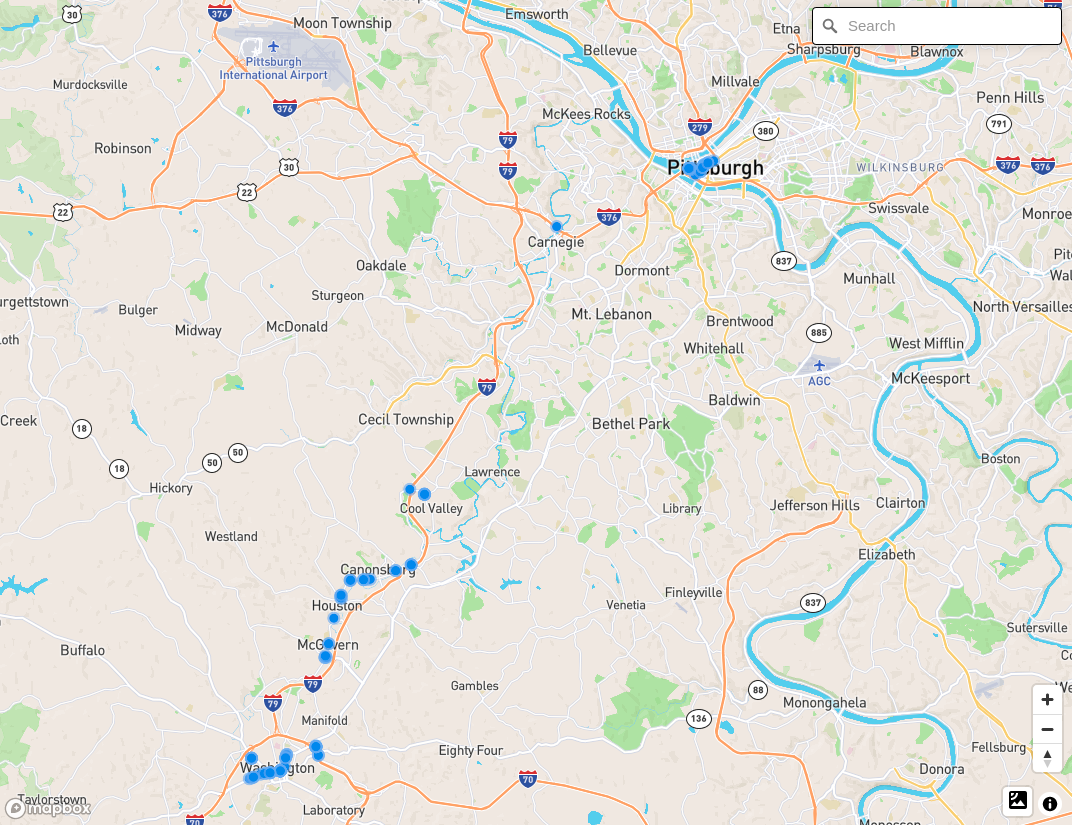 376
30
Moon Township
Emsworth
Search
Etna
Bellevue
Sharpsburg
Blawnox
Pittsburgh
International Airport
Murdocksville
Millvale
376
McKees Rocks
Penn Hills
279
380
791
79
Robinson
30
79
Pittsburgh
WILKINSBURG
376
376
22
22
376
Swissvale
Monroe
Carnegie
837
Oakdale
Dormont
Munhall
Sturgeon
urgettstown
Bulger
Midway
McDonald
Mt. Lebanon
Brentwood
North Versailles
885
loth
Whitehall
West Mifflin
AGC
McKeesport
79
Baldwin
Creek
18
Cecil Township
Bethel Park
50
50
18
Lawrence
Boston
Hickory
Cool Valley
Library
Jefferson Hills
Clairton
Westland
Elizabeth
Canonsburg
Houston
Venetia
Finleyville
837
Sutersville
Buffalo
McGovern
79
Gambles
88
79
Manifold
136
Monongahela
Eighty Four
Fellsburg
Washington
70
Donora
Taylorstown
mapbox
Laboratory
70
Monessen